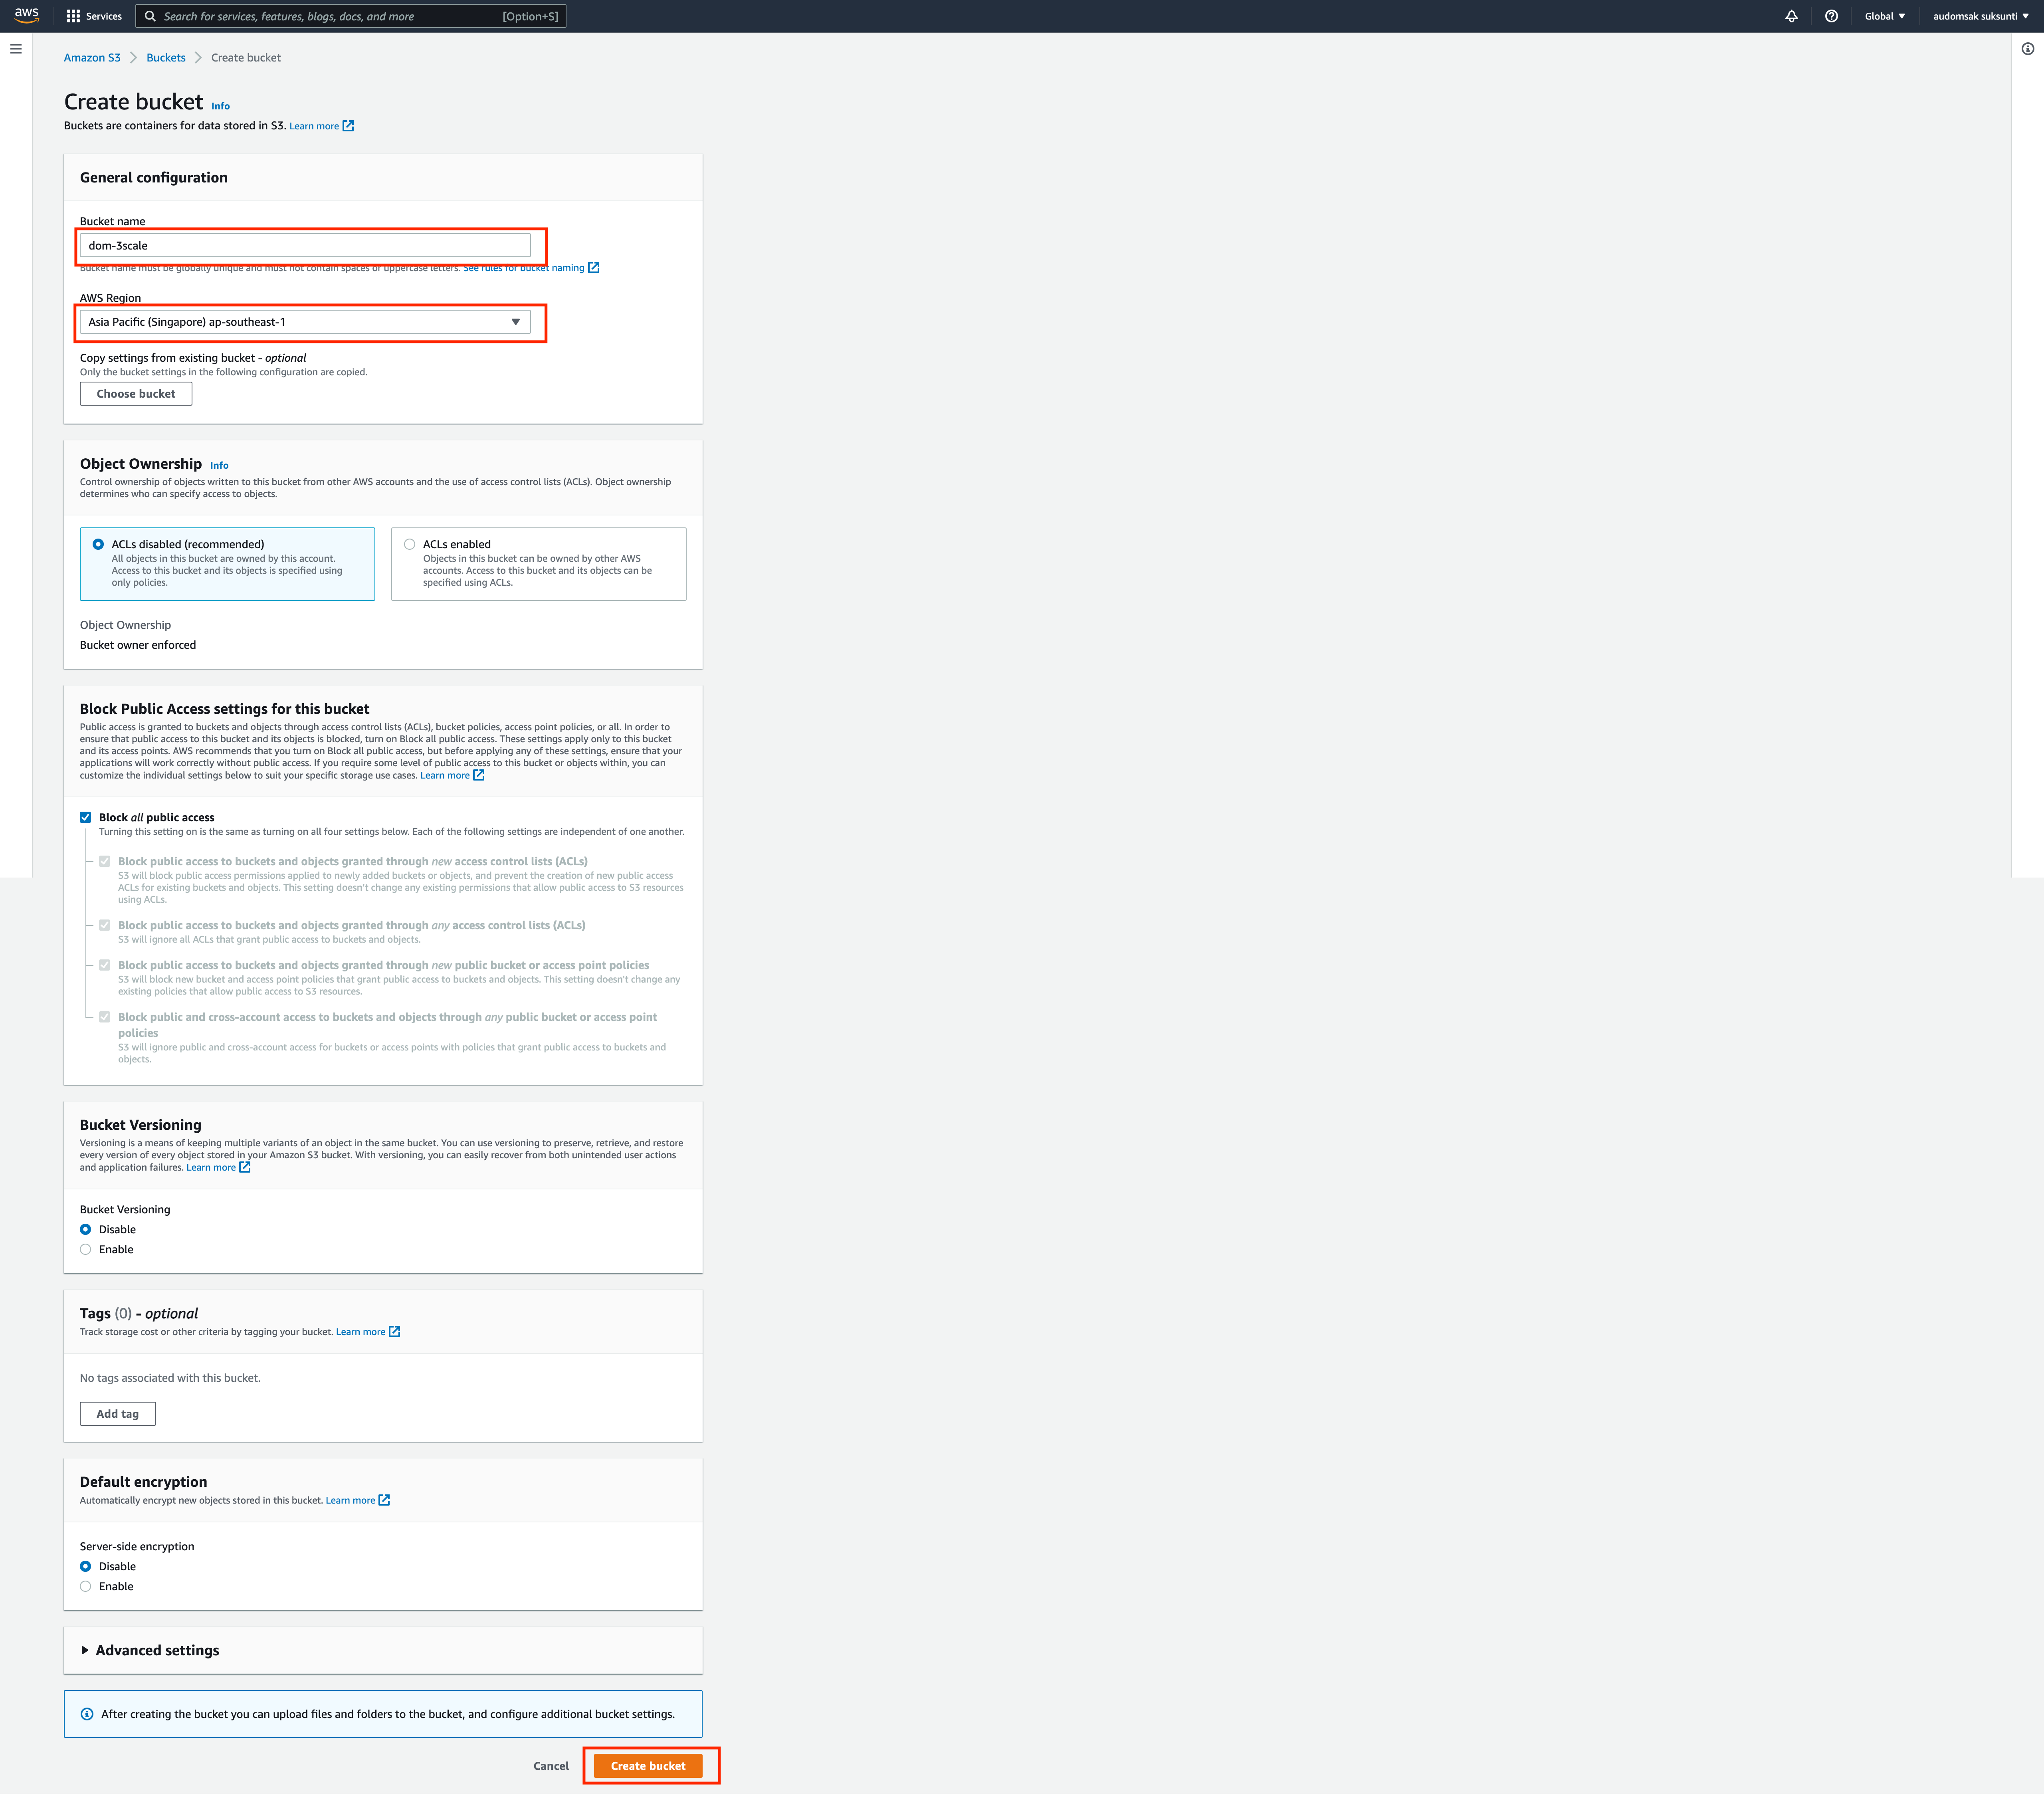 aws
Services
Search for services, features, blogs, docs, and more
[Option+S]
Global
audomsak suksunti
Amazon S3
Buckets
Create bucket
Create bucket Info
Buckets are containers for data stored in S3. Learn more
General configuration
Bucket name
dom-3scale
Bucket name must be globally unique and must not contain spaces or uppercase letters. See rules for bucket naming
AWS Region
Asia Pacific (Singapore) ap-southeast-1
Copy settings from existing bucket - optional
Only the bucket settings in the following configuration are copied.
Choose bucket
Object Ownership Info
Control ownership of objects written to this bucket from other AWS accounts and the use of access control lists (ACLs). Object ownership
determines who can specify access to objects.
ACLs disabled (recommended)
All objects in this bucket are owned by this account.
Access to this bucket and its objects is specified using
only policies.
ACLs enabled
Objects in this bucket can be owned by other AWS
accounts. Access to this bucket and its objects can be
specified using ACLs.
Object Ownership
Bucket owner enforced
Block Public Access settings for this bucket
Public access is granted to buckets and objects through access control lists (ACLs), bucket policies, access point policies, or all. In order to
ensure that public access to this bucket and its objects is blocked, turn on Block all public access. These settings apply only to this bucket
and its access points. AWS recommends that you turn on Block all public access, but before applying any of these settings, ensure that your
applications will work correctly without public access. If you require some level of public access to this bucket or objects within, you can
customize the individual settings below to suit your specific storage use cases. Learn more
Block all public access
Turning this setting on is the same as turning on all four settings below. Each of the following settings are independent of one another.
Block public access to buckets and objects granted through new access control lists (ACLs)
S3 will block public access permissions applied to newly added buckets or objects, and prevent the creation of new public access
ACLs for existing buckets and objects. This setting doesn't change any existing permissions that allow public access to S3 resources
using ACLs.
Block public access to buckets and objects granted through any access control lists (ACLs)
S3 will ignore all ACLs that grant public access to buckets and objects.
Block public access to buckets and objects granted through new public bucket or access point policies
S3 will block new bucket and access point policies that grant public access to buckets and objects. This setting doesn't change any
existing policies that allow public access to S3 resources.
Block public and cross-account access to buckets and objects through any public bucket or access point
policies
S3 will ignore public and cross-account access for buckets or access points with policies that grant public access to buckets and
objects.
Bucket Versioning
Versioning is a means of keeping multiple variants of an object in the same bucket. You can use versioning to preserve, retrieve, and restore
every version of every object stored in your Amazon S3 bucket. With versioning, you can easily recover from both unintended user actions
and application failures. Learn more
Bucket Versioning
Disable
Enable
Tags (0) - optional
Track storage cost or other criteria by tagging your bucket. Learn more
No tags associated with this bucket.
Add tag
Default encryption
Automatically encrypt new objects stored in this bucket. Learn more
Server-side encryption
Disable
Enable
Advanced settings
After creating the bucket you can upload files and folders to the bucket, and configure additional bucket settings.
Cancel
Create bucket